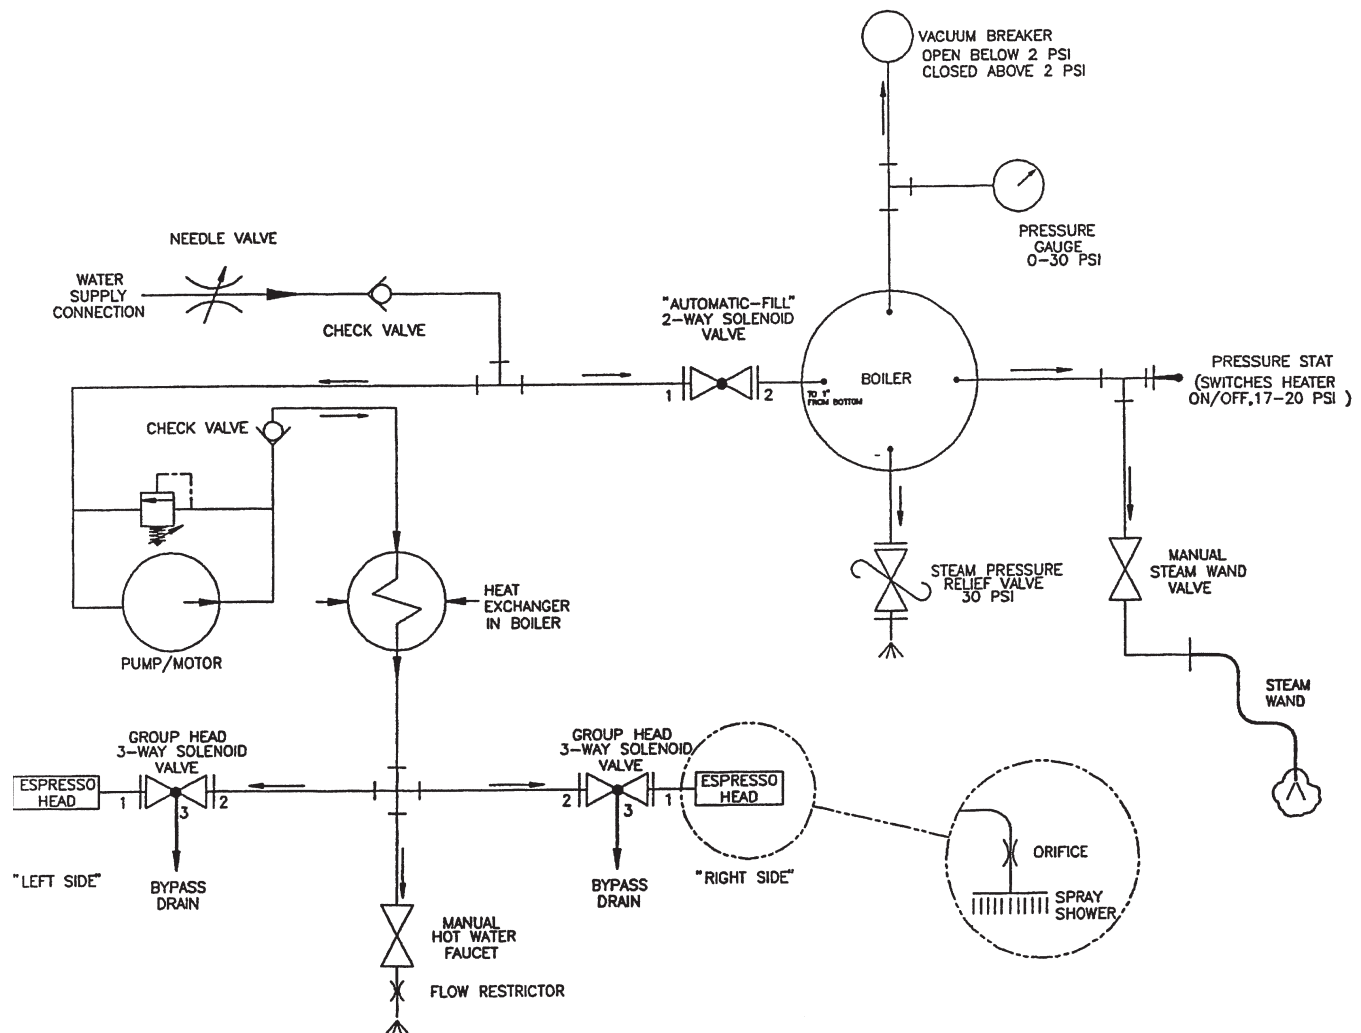 VACUUM BREAKER
OPEN BELOW 2 PSI
CLOSED ABOVE 2 PSI
PRESSURE
GAUGE
0-30 PSI
NEEDLE VALVE
WATER
SUPPLY
CONNECTION
CHECK VALVE
"AUTOMATIC-FILL"
2-WAY SOLENOID
VALVE
1
2
TO 1"
FROM BOTTOM
BOILER
PRESSURE STAT
(SWITCHES HEATER
ON/OFF,17-20 PSI )
CHECK VALVE
PUMP/MOTOR
HEAT
EXCHANGER
IN BOILER
STEAM PRESSURE
RELIEF VALVE
30 PSI
MANUAL
STEAM WAND
VALVE
STEAM
WAND
GROUP HEAD
3-WAY SOLENOID
VALVE
ESPRESSO
HEAD
1
2
3
"LEFT SIDE"
BYPASS
DRAIN
GROUP HEAD
3-WAY SOLENOID
VALVE
2
3
1
ESPRESSO
HEAD
"RIGHT SIDE"
BYPASS
DRAIN
ORIFICE
SPRAY
SHOWER
MANUAL
HOT WATER
FAUCET
FLOW RESTRICTOR